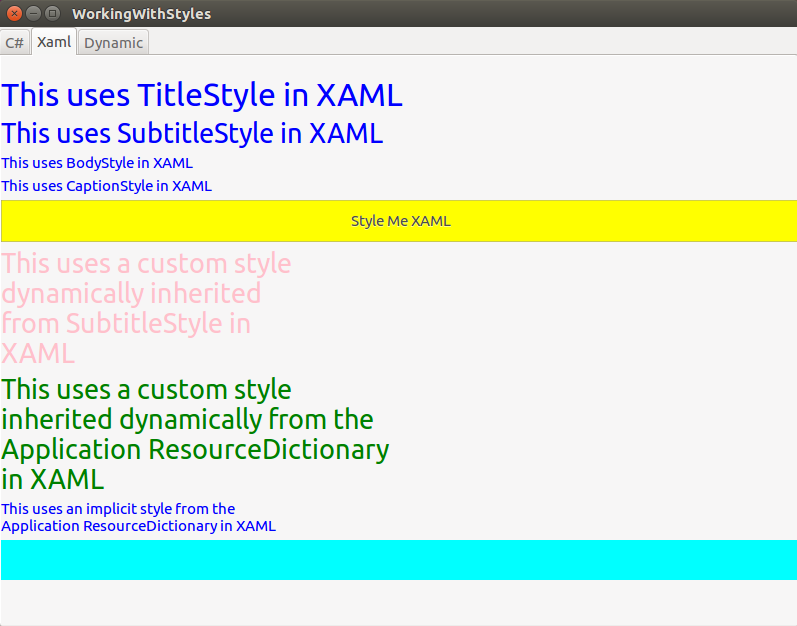 WorkingWithStyles
C# Xaml Dynamic
This uses TitleStyle in XAML
This uses SubtitleStyle in XAML
This uses BodyStyle in XAML
This uses CaptionStyle in XAML
Style Me XAML
This uses a custom style
dynamically inherited
from SubtitleStyle in
XAML
This uses a custom style
inherited dynamically from the
Application ResourceDictionary
in XAML
This uses an implicit style from the
Application ResourceDictionary in XAML